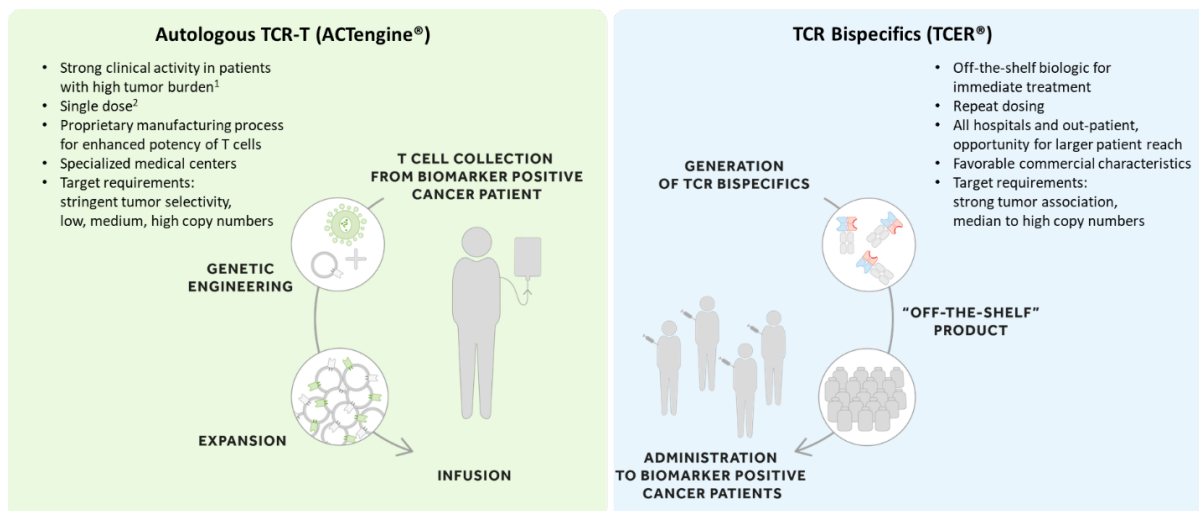 Autologous TCR-T (ACTengine®)
• Strong clinical activity in patients
with high tumor burden¹
• Single dose²
• Proprietary manufacturing process
for enhanced potency of T cells
• Specialized medical centers
• Target requirements:
stringent tumor selectivity,
low, medium, high copy numbers
T CELL COLLECTION
FROM BIOMARKER POSITIVE
CANCER PATIENT
GENETIC
ENGINEERING
EXPANSION
INFUSION
TCR Bispecifics (TCER®)
• Off-the-shelf biologic for
immediate treatment
• Repeat dosing
• All hospitals and out-patient,
opportunity for larger patient reach
• Favorable commercial characteristics
• Target requirements:
strong tumor association,
median to high copy numbers
GENERATION
OF TCR BISPECIFICS
“OFF-THE-SHELF”
PRODUCT
ADMINISTRATION
TO BIOMARKER POSITIVE
CANCER PATIENTS